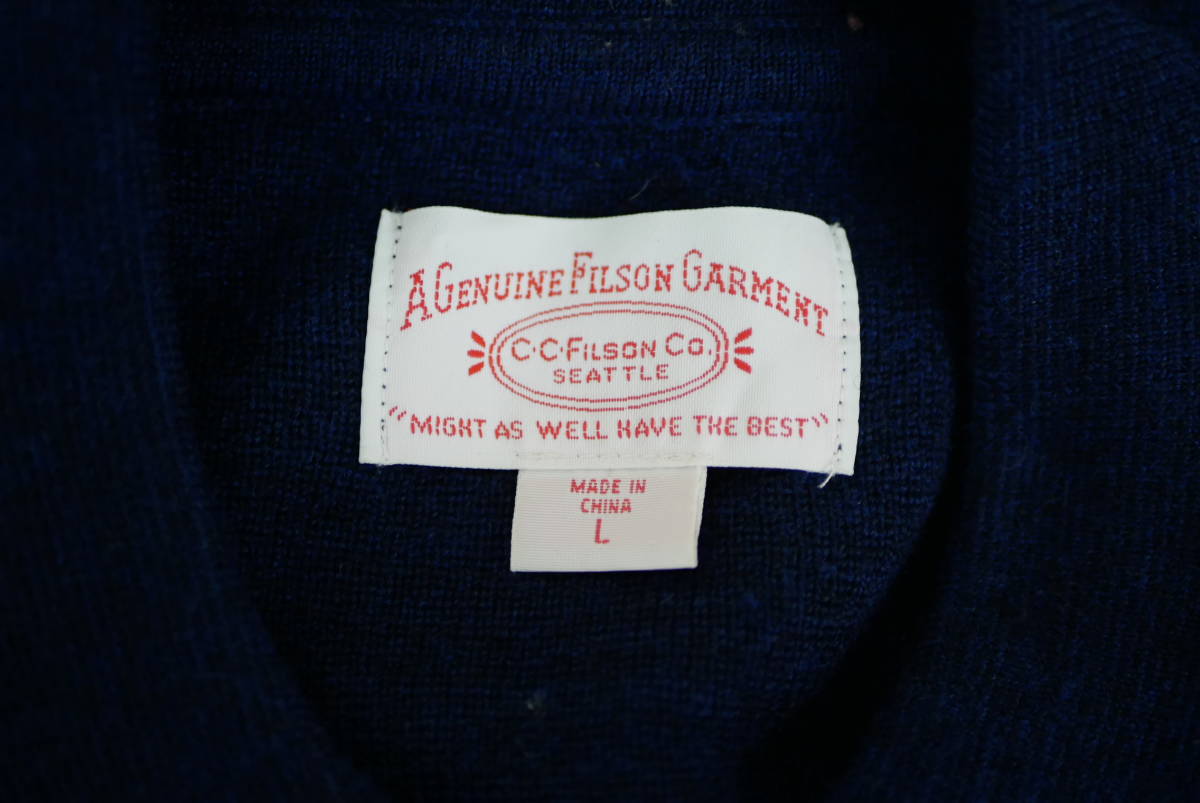 A GENUINE FILSON GARMENT
C·C·FILSON CO.
SEATTLE
"MIGHT AS WELL HAVE THE BEST"
MADE IN
CHINA
L